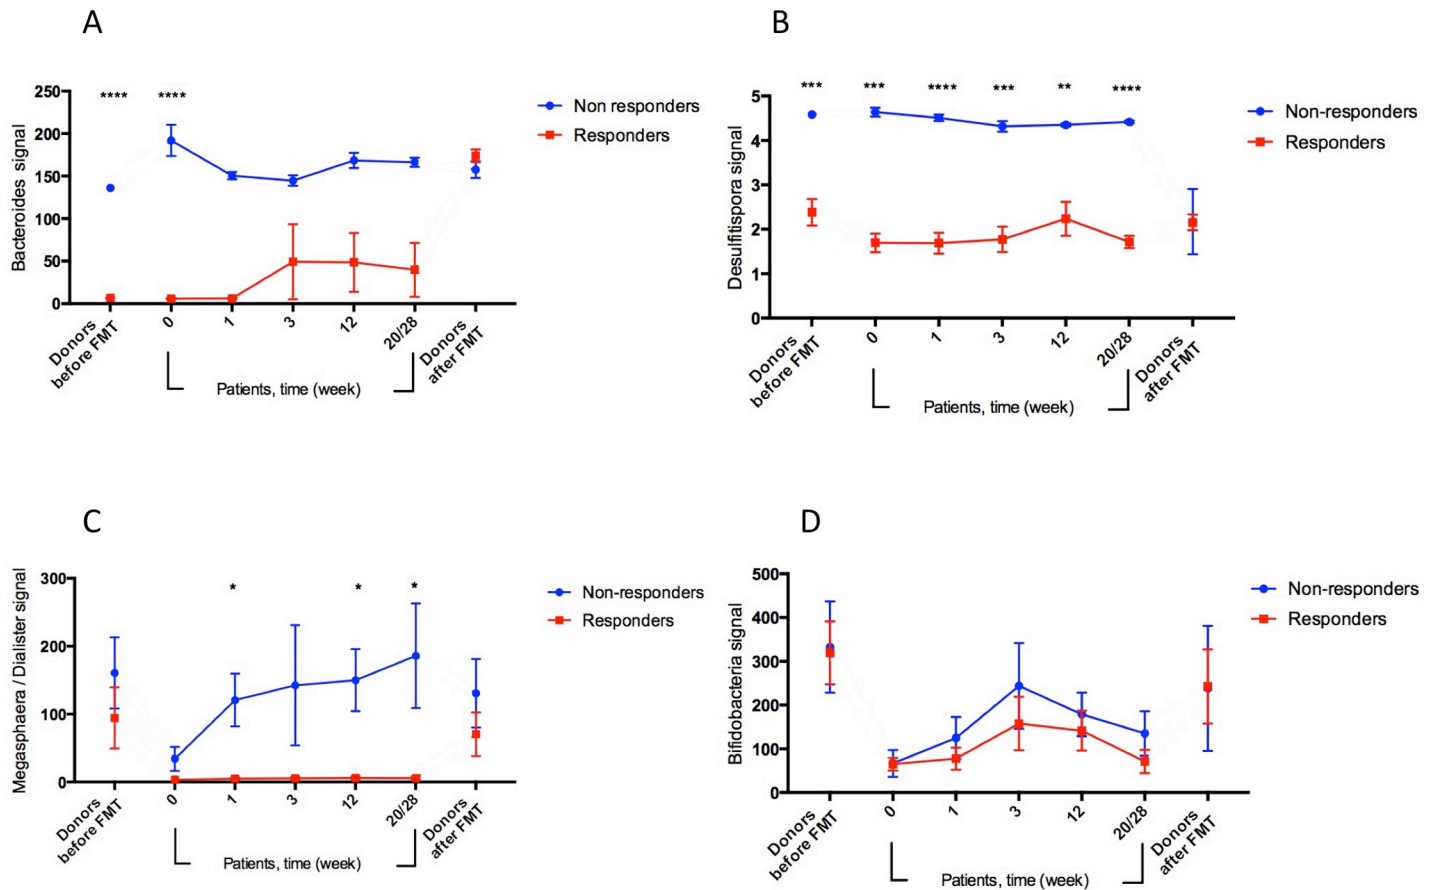 A
****
****
250
200
150
100
50
0
Bacteroides signal
Non responders
Responders
Donors
before FMT
0
1
3
12
20/28
Donors
after FMT
Patients, time (week)
B
***
***
****
***
**
****
5
4
3
2
1
0
Desulfitispora signal
Non-responders
Responders
Donors
before FMT
0
1
3
12
20/28
Donors
after FMT
Patients, time (week)
C
*
*
*
300
200
100
0
Megasphaera / Dialister signal
Non-responders
Responders
Donors
before FMT
0
1
3
12
20/28
Donors
after FMT
Patients, time (week)
D
500
400
300
200
100
0
Bifidobacteria signal
Non-responders
Responders
Donors
before FMT
0
1
3
12
20/28
Donors
after FMT
Patients, time (week)